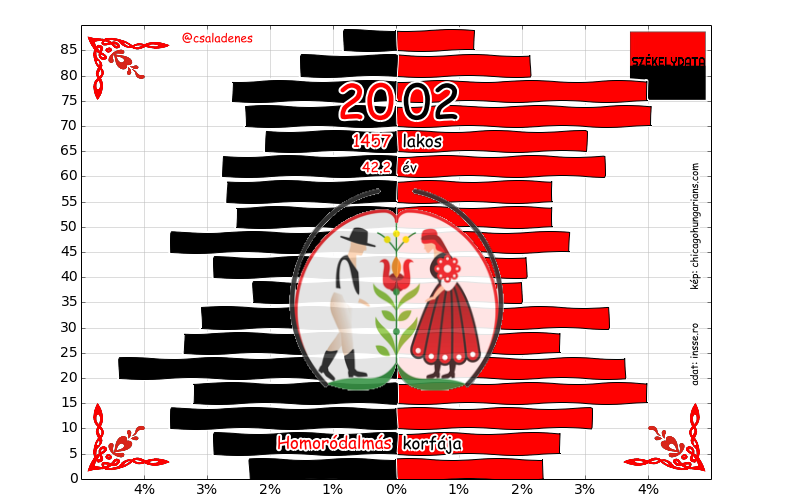 @csaladenes
SZÉKELYDATA
2002
1457 lakos
42.2 év
kép: chicagohungarians.com
adat: insse.ro
Homoródalmás korfája
85
80
75
70
65
60
55
50
45
40
35
30
25
20
15
10
5
0
4% 3% 2% 1% 0% 1% 2% 3% 4%